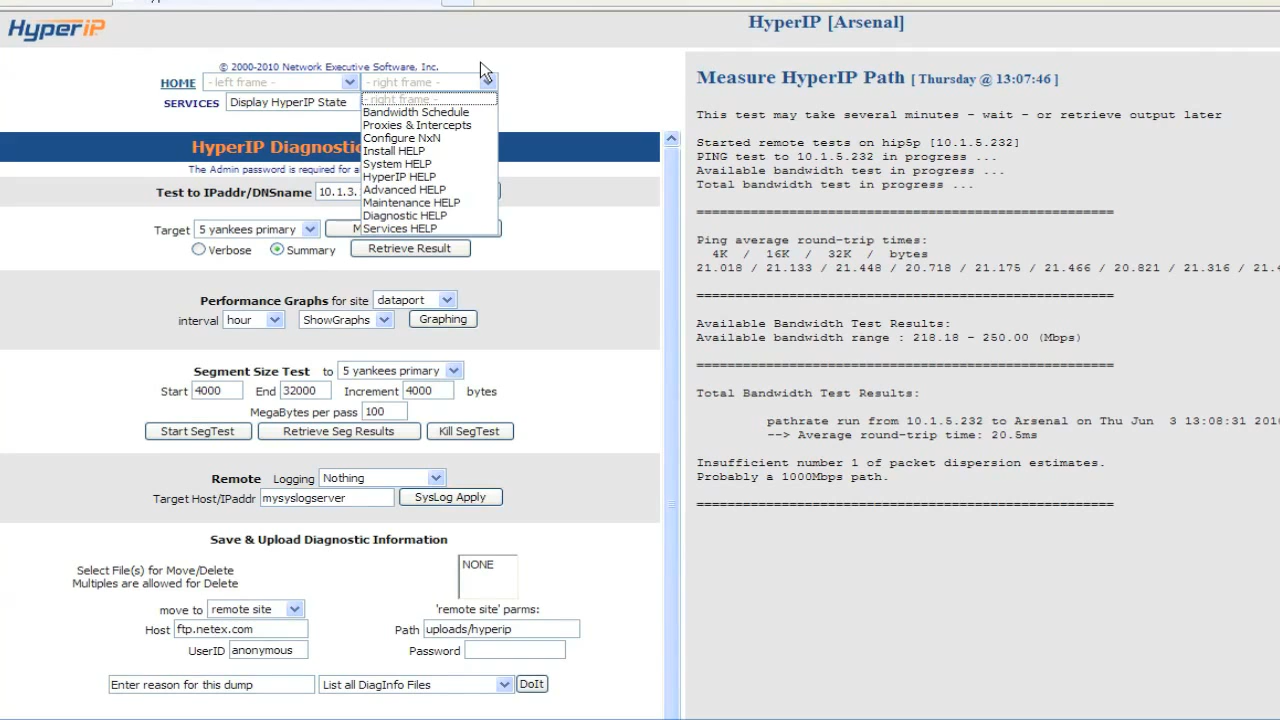 HyperIP
HyperIP [Arsenal]
© 2000-2010 Network Executive Software, Inc.
HOME - left frame - - right frame -
SERVICES Display HyperIP State
- right frame -
Bandwidth Schedule
Proxies & Intercepts
Configure NxN
Install HELP
System HELP
HyperIP HELP
Advanced HELP
Maintenance HELP
Diagnostic HELP
Services HELP
HyperIP Diagnostic
The Admin password is required for a
Test to IPaddr/DNSname 10.1.3.
Target 5 yankees primary
Verbose Summary Retrieve Result
Performance Graphs for site dataport
interval hour ShowGraphs Graphing
Segment Size Test to 5 yankees primary
Start 4000 End 32000 Increment 4000 bytes
MegaBytes per pass 100
Start SegTest Retrieve Seg Results Kill SegTest
Remote Logging Nothing
Target Host/IPaddr mysyslogserver SysLog Apply
Save & Upload Diagnostic Information
Select File(s) for Move/Delete
Multiples are allowed for Delete
NONE
move to remote site 'remote site' parms:
Host ftp.netex.com Path uploads/hyperip
UserID anonymous Password
Enter reason for this dump List all DiagInfo Files DoIt
Measure HyperIP Path [ Thursday @ 13:07:46 ]
This test may take several minutes - wait - or retrieve output later
Started remote tests on hip5p [10.1.5.232]
PING test to 10.1.5.232 in progress ...
Available bandwidth test in progress ...
Total bandwidth test in progress ...
============================================================
Ping average round-trip times:
4K / 16K / 32K / bytes
21.018 / 21.133 / 21.448 / 20.718 / 21.175 / 21.466 / 20.821 / 21.316 / 21.4
============================================================
Available Bandwidth Test Results:
Available bandwidth range : 218.18 - 250.00 (Mbps)
============================================================
Total Bandwidth Test Results:
pathrate run from 10.1.5.232 to Arsenal on Thu Jun 3 13:08:31 2010
--> Average round-trip time: 20.5ms
Insufficient number 1 of packet dispersion estimates.
Probably a 1000Mbps path.
============================================================